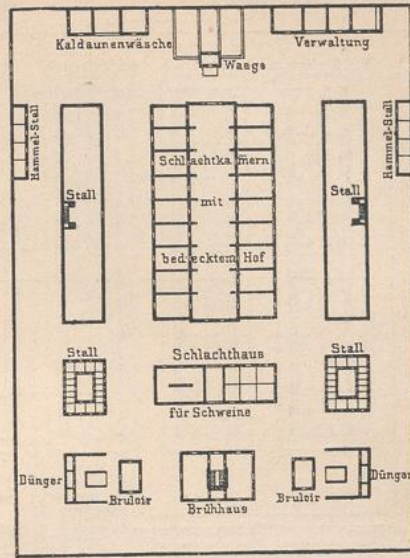 Kaldaunenwäsche
Waage
Verwaltung
Hammel-Stall
Hammel-Stall
Stall
Schlachtkammern
mit
bedecktem Hof
Stall
Stall
Schlachthaus
für Schweine
Stall
Dünger
Bruloir
Brühhaus
Bruloir
Dünger